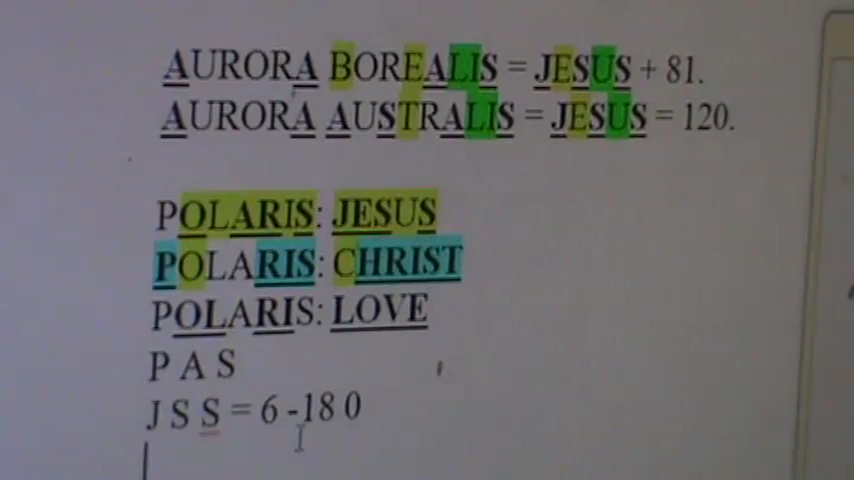 AURORA BOREALIS = JESUS + 81.
AURORA AUSTRALIS = JESUS = 120.
POLARIS: JESUS
POLARIS: CHRIST
POLARIS: LOVE
P A S
J S S = 6 -18 0